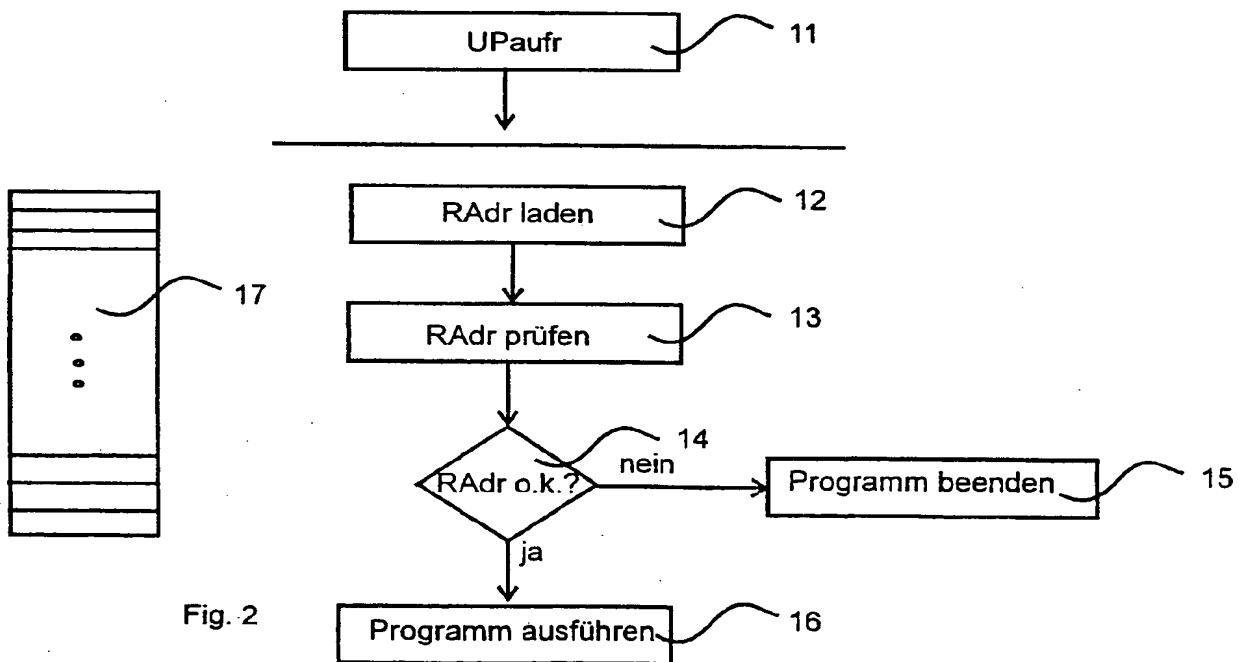 UPaufr
11
RAdr laden
12
17
RAdr prüfen
13
14
RAdr o.k.?
nein
Programm beenden
15
ja
Fig. 2
Programm ausführen
16